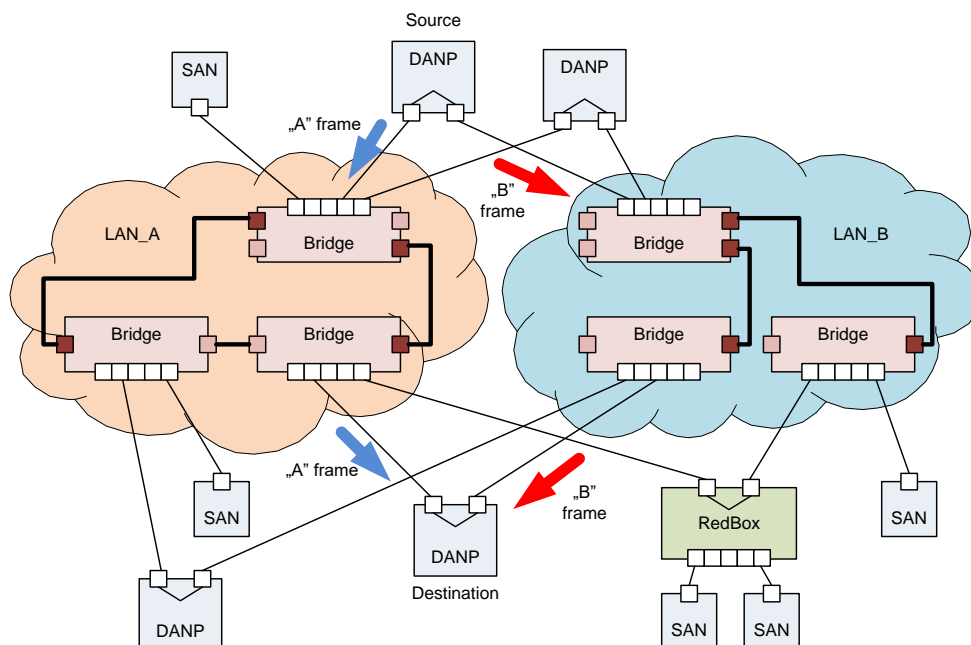 Source
SAN
DANP
DANP
„A” frame
„B”
frame
LAN_A
Bridge
Bridge
LAN_B
Bridge
Bridge
Bridge
Bridge
„A” frame
„B”
frame
SAN
DANP
RedBox
SAN
Destination
DANP
SAN
SAN